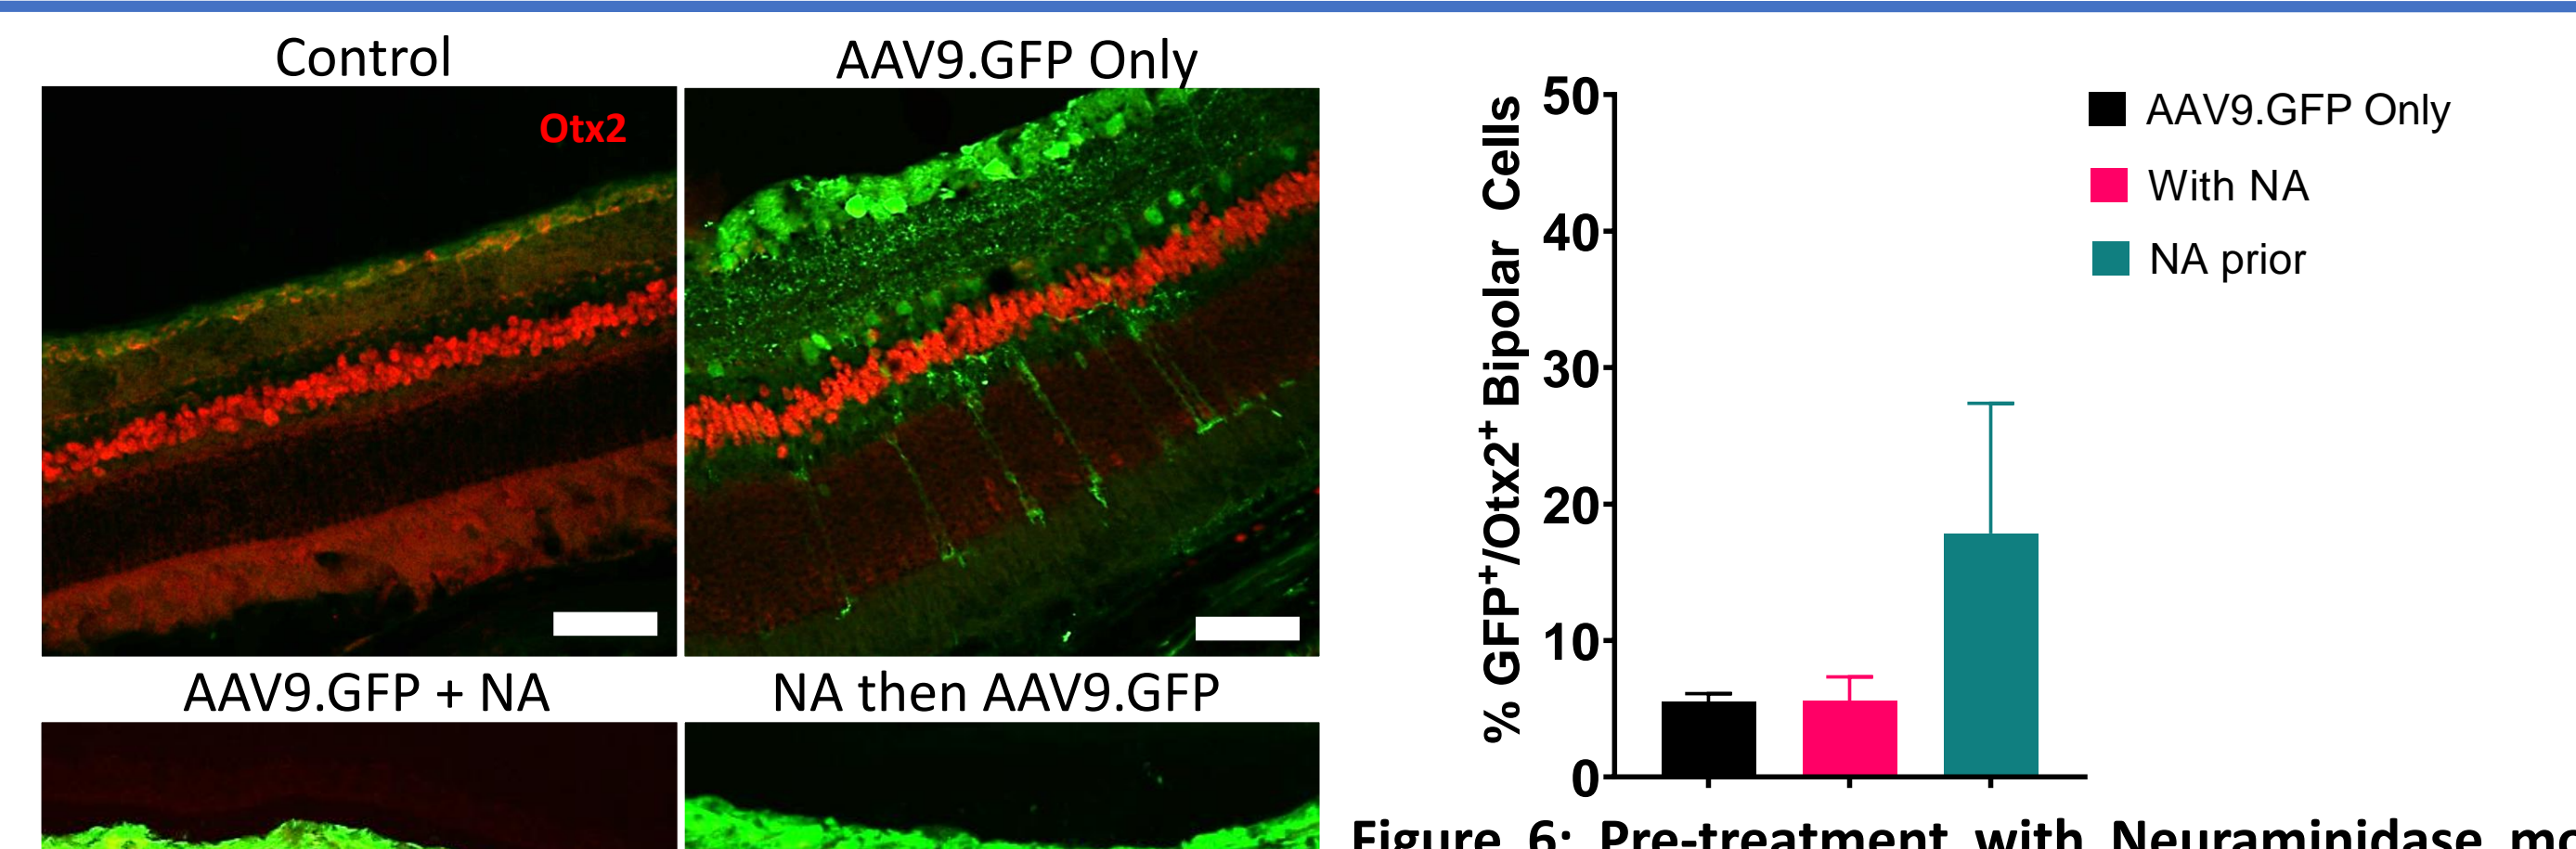 Control
AAV9.GFP Only
Otx2
AAV9.GFP + NA
NA then AAV9.GFP
% GFP⁺/Otx2⁺ Bipolar Cells
50
40
30
20
10
0
AAV9.GFP Only
With NA
NA prior
Figure 6: Pre-treatment with Neuraminidase